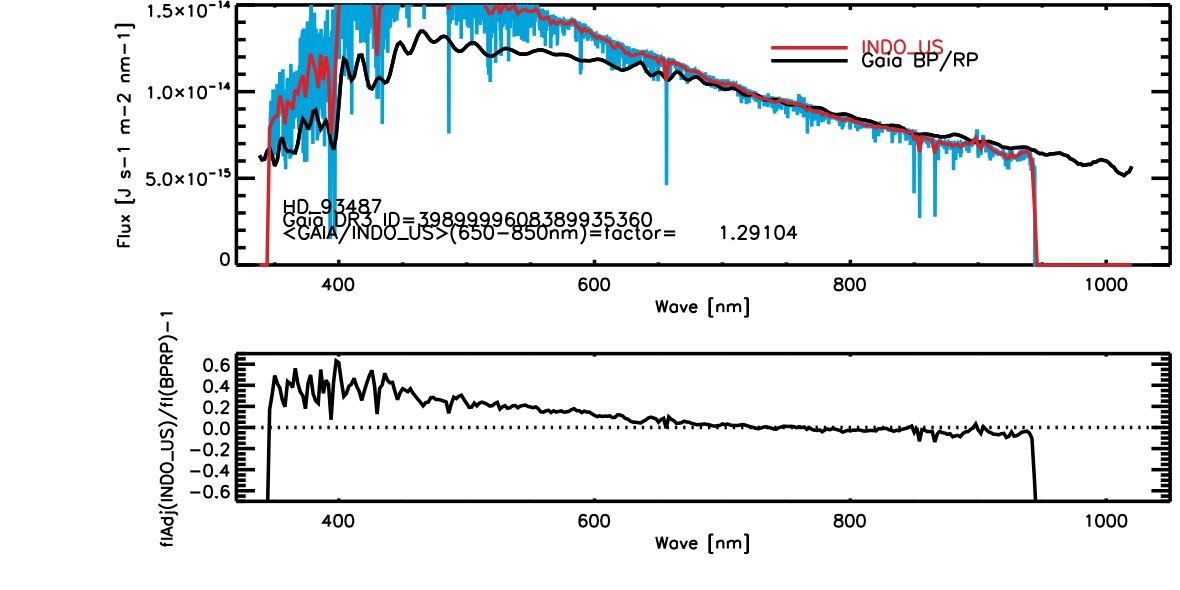 1.5×10−14
1.0×10−14
5.0×10−15
0
Flux [J s−1 m−2 nm−1]
INDO_US
Gaia BP/RP
HD_93487
Gaia DR3 ID=3989999608389935360
<GAIA/INDO_US>(650−850nm)=factor= 1.29104
400 600 800 1000
Wave [nm]
flAdj(INDO_US)/fl(BPRP)−1
0.6
0.4
0.2
0.0
−0.2
−0.4
−0.6
400 600 800 1000
Wave [nm]